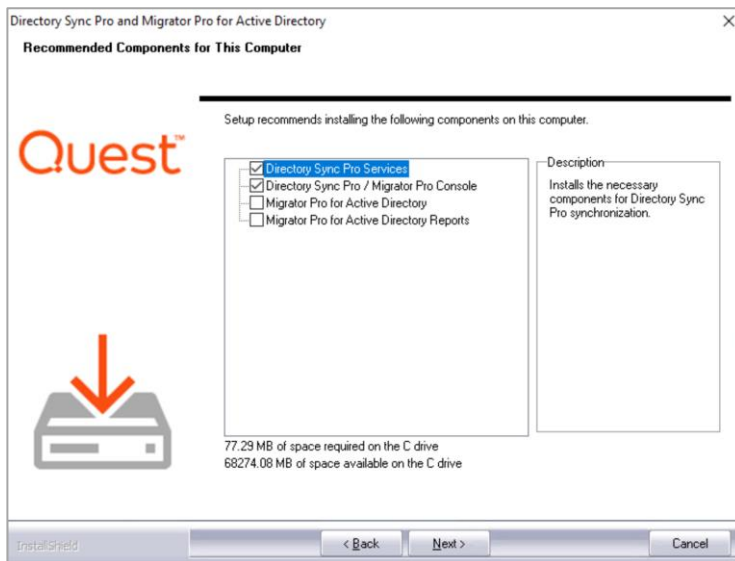 Directory Sync Pro and Migrator Pro for Active Directory
Recommended Components for This Computer
Quest™
Setup recommends installing the following components on this computer.
Directory Sync Pro Services
Directory Sync Pro / Migrator Pro Console
Migrator Pro for Active Directory
Migrator Pro for Active Directory Reports
Description
Installs the necessary
components for Directory Sync
Pro synchronization.
77.29 MB of space required on the C drive
68274.08 MB of space available on the C drive
InstallShield
< Back
Next >
Cancel